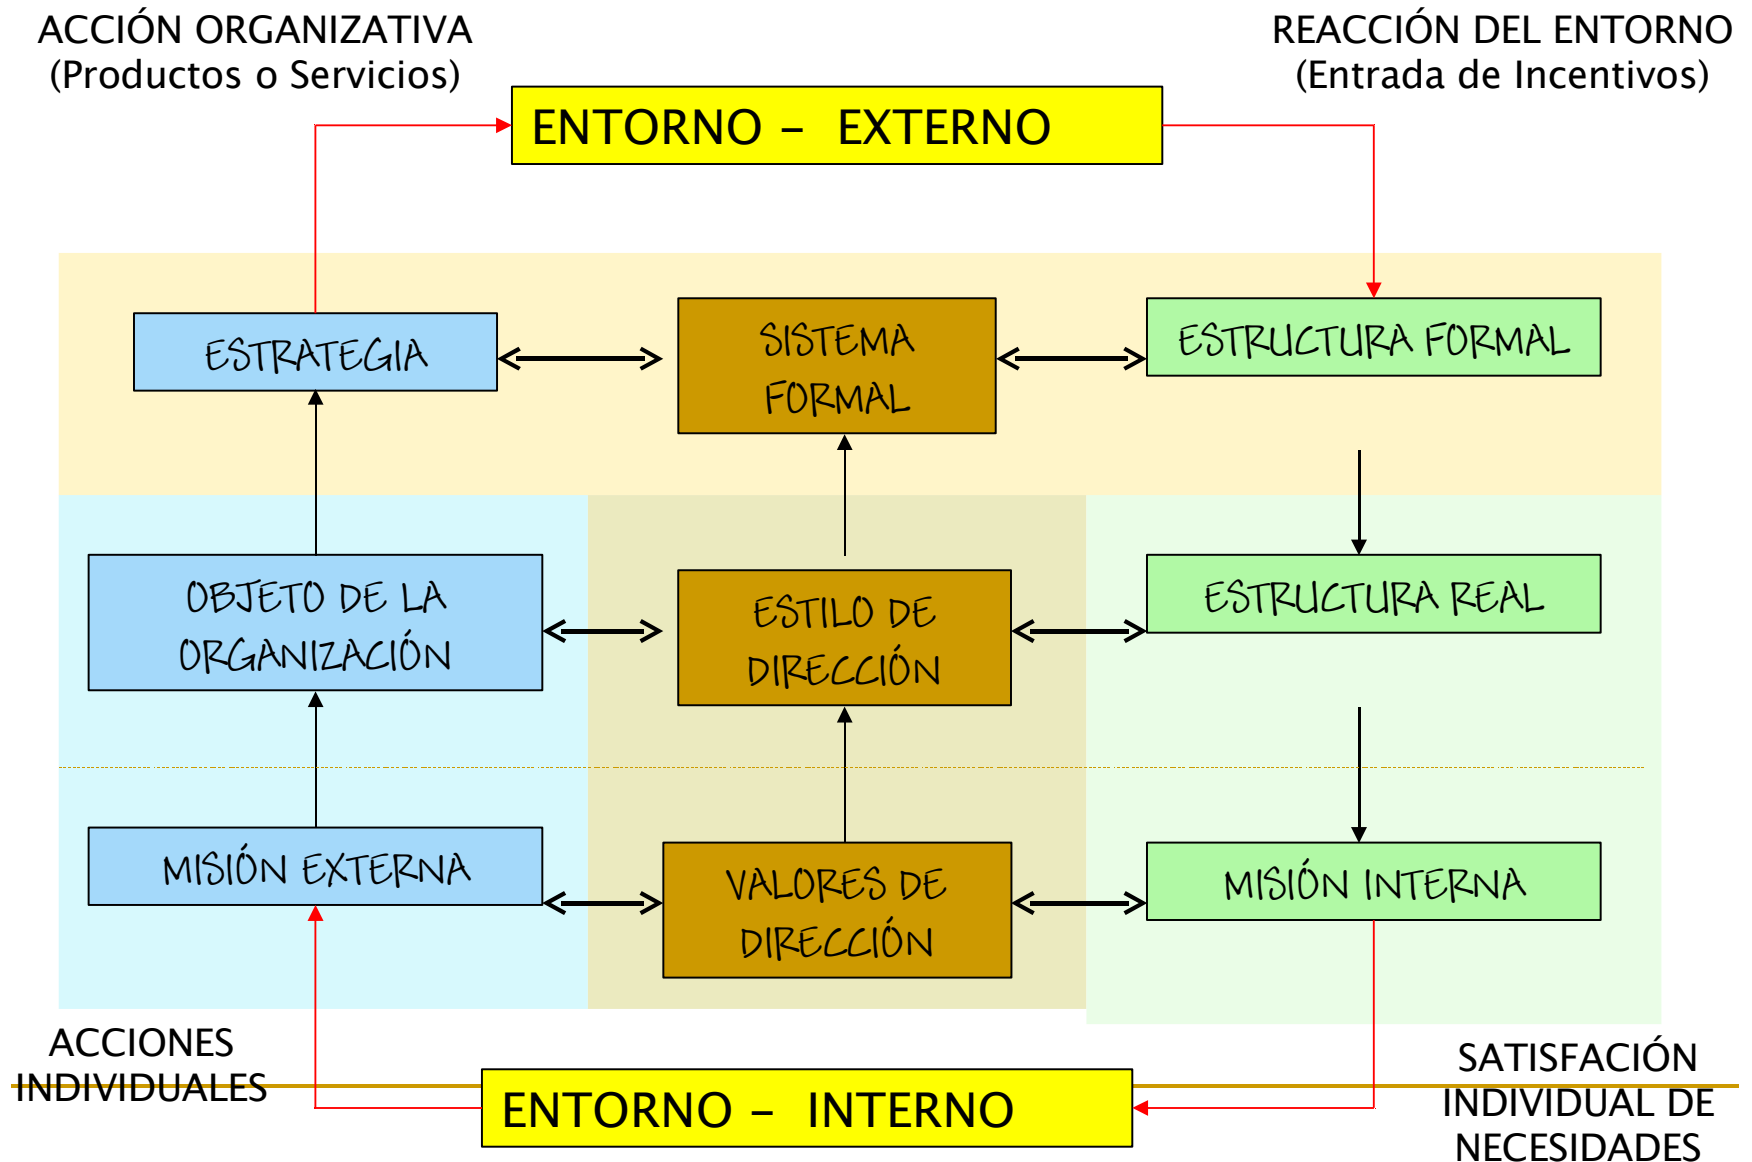 ACCIÓN ORGANIZATIVA
(Productos o Servicios)
REACCIÓN DEL ENTORNO
(Entrada de Incentivos)
ENTORNO – EXTERNO
ESTRATEGIA
SISTEMA
FORMAL
ESTRUCTURA FORMAL
OBJETO DE LA
ORGANIZACIÓN
ESTILO DE
DIRECCIÓN
ESTRUCTURA REAL
MISIÓN EXTERNA
VALORES DE
DIRECCIÓN
MISIÓN INTERNA
ACCIONES
INDIVIDUALES
ENTORNO – INTERNO
SATISFACIÓN
INDIVIDUAL DE
NECESIDADES